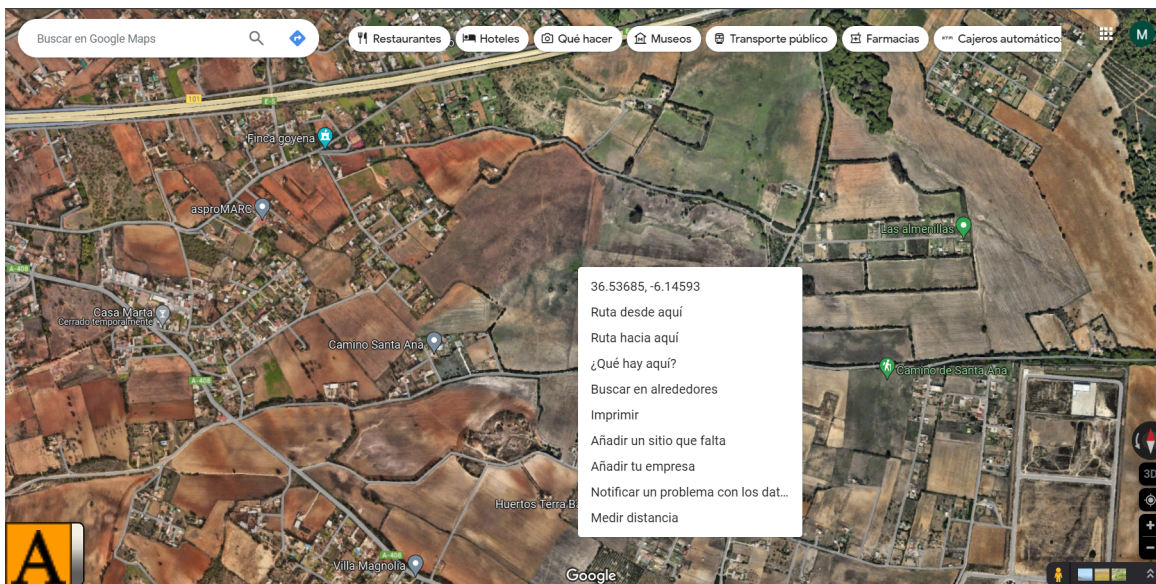 Buscar en Google Maps
Restaurantes
Hoteles
Qué hacer
Museos
Transporte público
Farmacias
ATM
Cajeros automático
M
101
E-5
Finca goyena
asproMARC
Las almenillas
A-408
Casa Marta
Cerrado temporalmente
Camino Santa Ana
A-408
Camino de Santa Ana
36.53685, -6.14593
Ruta desde aquí
Ruta hacia aquí
¿Qué hay aquí?
Buscar en alrededores
Imprimir
Añadir un sitio que falta
Añadir tu empresa
Notificar un problema con los dat...
Medir distancia
Huertos Terra Ba
3D
A
A-408
Villa Magnolia
Google